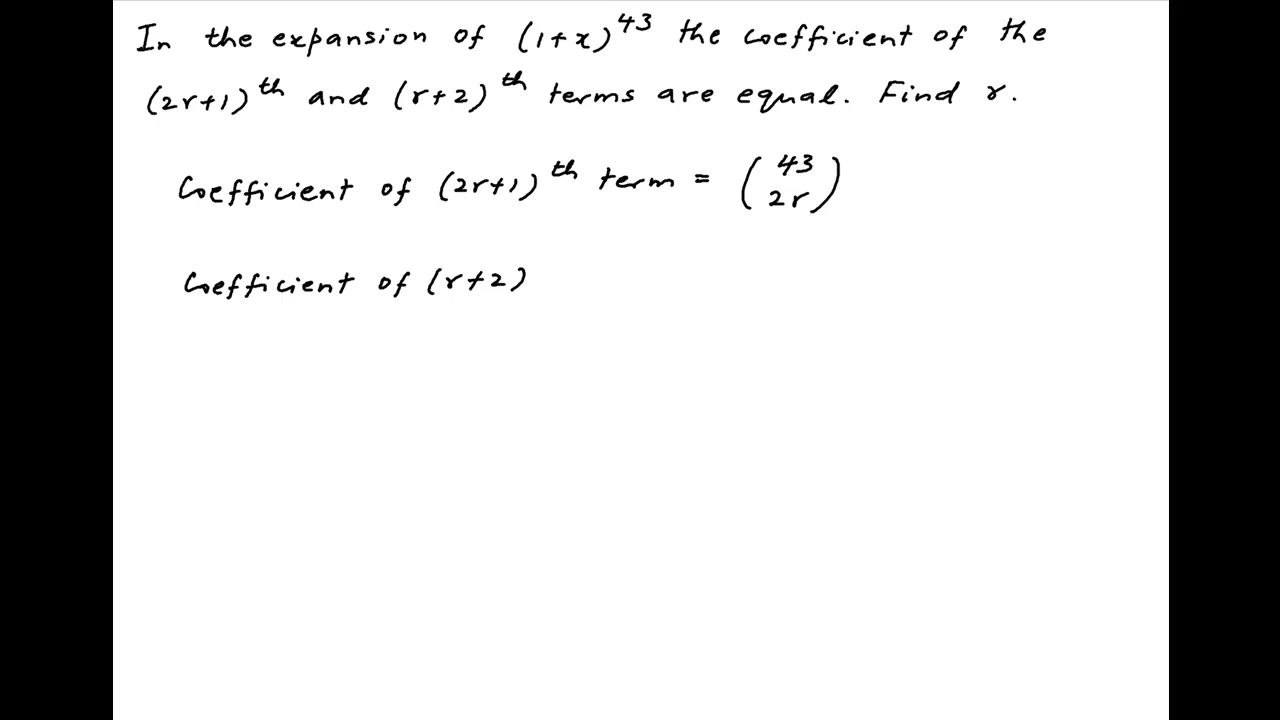 In the expansion of (1+x)^43 the coefficient of the
(2r+1)^th and (r+2)^th terms are equal. Find r.
Coefficient of (2r+1)^th term = (43
2r)
Coefficient of (r+2)